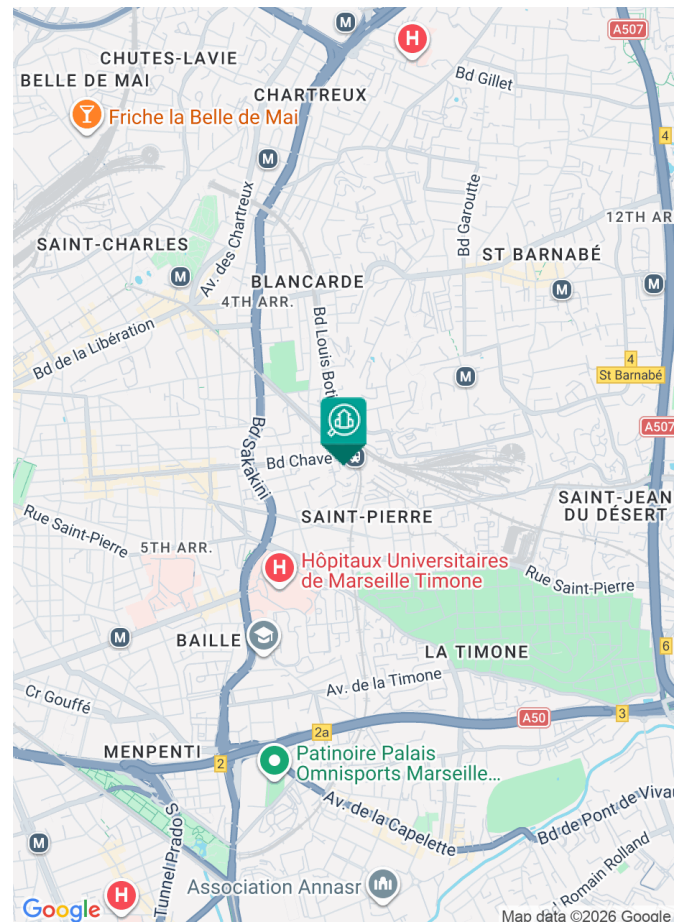 M
H
A507
CHUTES-LAVIE
BELLE DE MAI
Bd Gillet
CHARTREUX
Friche la Belle de Mai
4
M
Bd Garoutte
12TH AR
SAINT-CHARLES
Av. des Chartreux
ST BARNABÉ
M
BLANCARDE
M
M
4TH ARR.
Bd de la Libération
Bd Louis Boti
4
St Barnabé
M
Bd Sakakini
A507
Bd Chave
SAINT-PIERRE
SAINT-JEAN
DU DÉSERT
Rue Saint-Pierre
5TH ARR.
H
Hôpitaux Universitaires
de Marseille Timone
Rue Saint-Pierre
M
BAILLE
LA TIMONE
6
Av. de la Timone
Cr Gouffé
A50
3
2a
MENPENTI
2
Patinoire Palais
Omnisports Marseille...
Av. de la Capelette
Bd de Pont de Viva
S
Tunnel Prado
M
Romain Rolland
H
Association Annasr
Google
Map data ©2026 Google